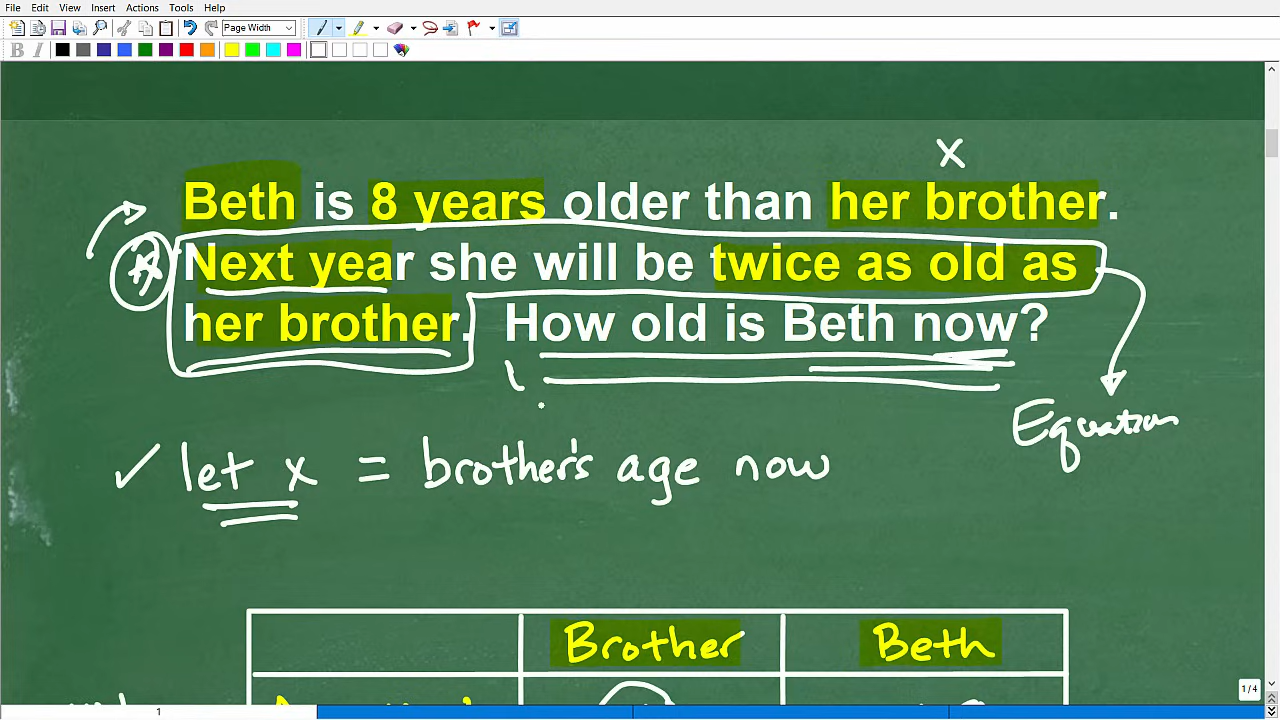 File Edit View Insert Actions Tools Help
Page Width
B I
x
Beth is 8 years older than her brother.
Next year she will be twice as old as
her brother. How old is Beth now?
Equation
✓ let x = brother's age now
Brother Beth
1/4
1